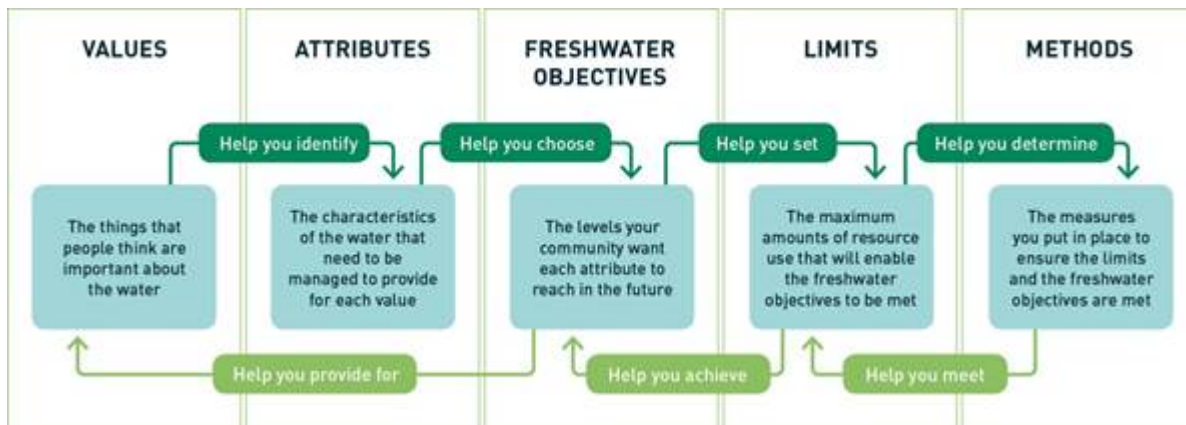 VALUES
ATTRIBUTES
FRESHWATER
OBJECTIVES
LIMITS
METHODS
Help you identify
Help you choose
Help you set
Help you determine
The things that
people think are
important about
the water
The characteristics
of the water that
need to be
managed to provide
for each value
The levels your
community want
each attribute to
reach in the future
The maximum
amounts of resource
use that will enable
the freshwater
objectives to be met
The measures
you put in place to
ensure the limits
and the freshwater
objectives are met
Help you provide for
Help you achieve
Help you meet